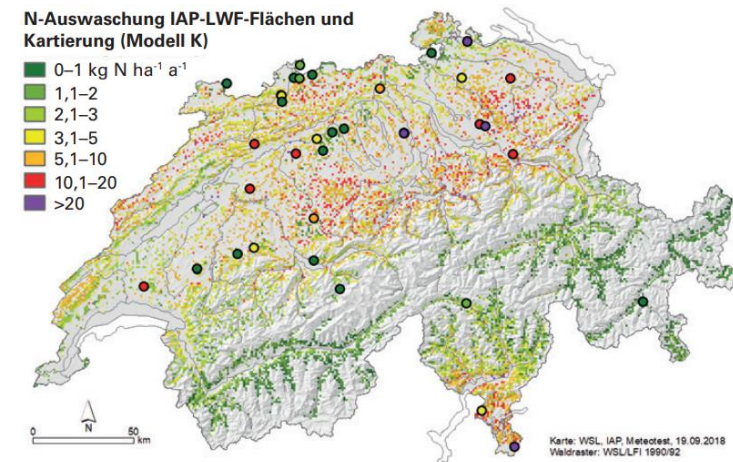 N-Auswaschung IAP-LWF-Flächen und
Kartierung (Modell K)
0–1 kg N ha⁻¹ a⁻¹
1,1–2
2,1–3
3,1–5
5,1–10
10,1–20
>20
N
0 50
km
Karte: WSL, IAP, Meteotest, 19.09.2018
Waldraster: WSL/LFI 1990/92